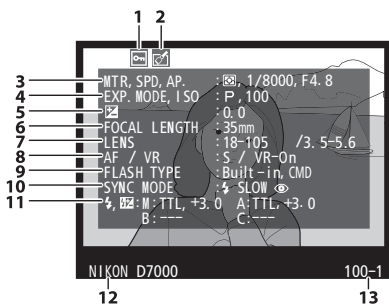 1 2
3 MTR, SPD, AP. : 1/8000, F4.8
4 EXP. MODE, ISO : P, 100
5 : 0.0
6 FOCAL LENGTH : 35mm
7 LENS : 18-105 /3.5-5.6
8 AF / VR : S / VR-On
9 FLASH TYPE : Built-in, CMD
10 SYNC MODE : SLOW
11 , : M: TTL, +3.0 A: TTL, +3.0
B: --- C: ---
NIKON D7000 100-1
12 13